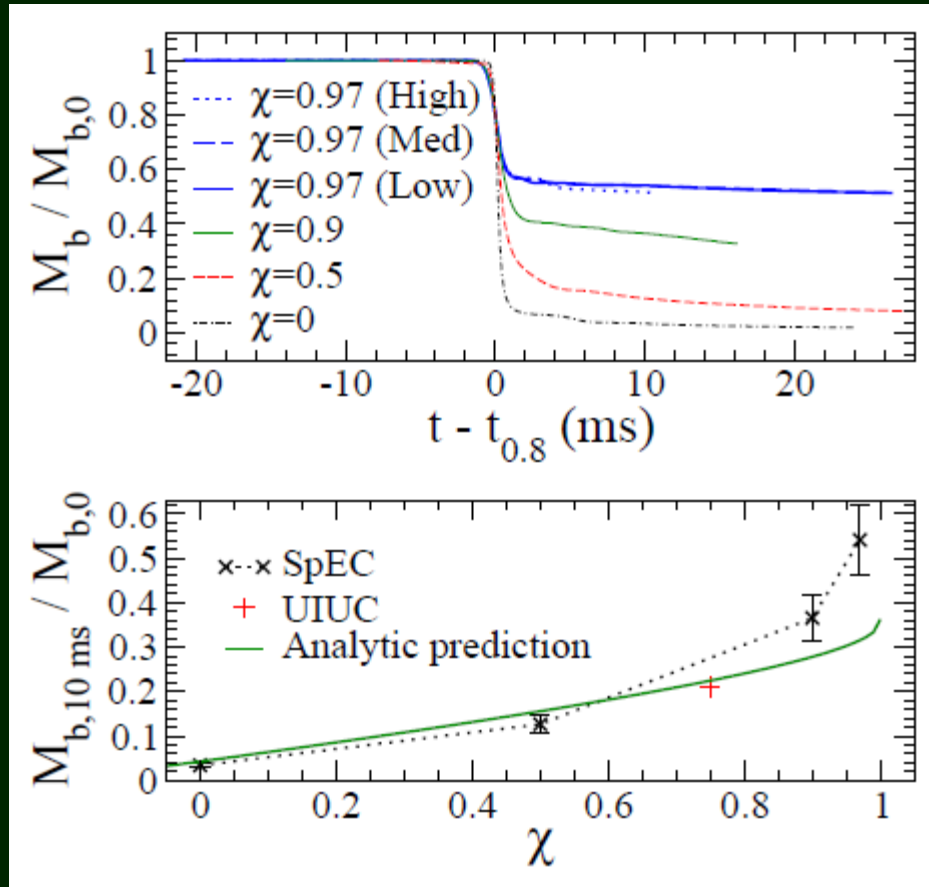 M_b / M_b,0
1
0.8
0.6
0.4
0.2
0
χ=0.97 (High)
χ=0.97 (Med)
χ=0.97 (Low)
χ=0.9
χ=0.5
χ=0
-20 -10 0 10 20
t - t_0.8 (ms)
M_b,10 ms / M_b,0
0.6
0.5
0.4
0.3
0.2
0.1
0
SpEC
UIUC
Analytic prediction
0 0.2 0.4 0.6 0.8 1
χ